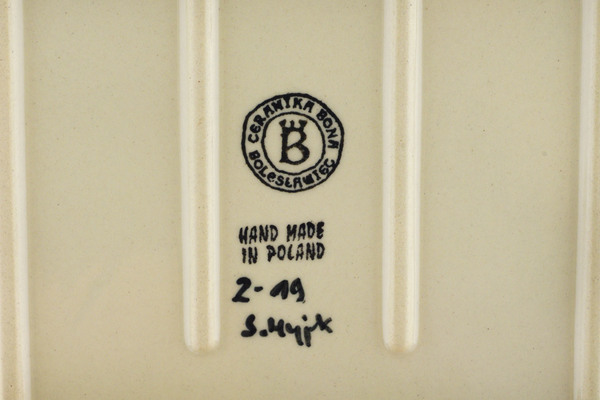 CERAMIKA BONA
B
BOLESŁAWIEC
HAND MADE
IN POLAND
2-19